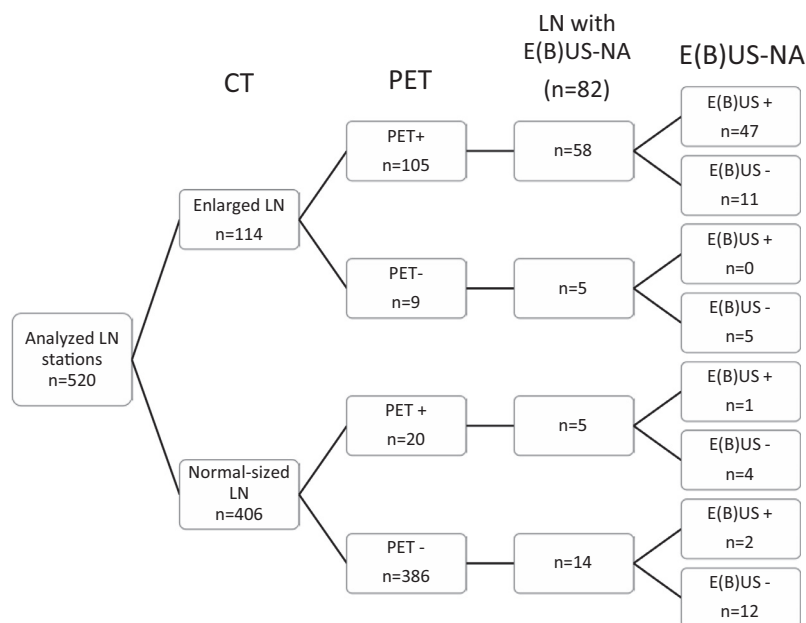 CT
PET
LN with
E(B)US-NA
(n=82)
E(B)US-NA
Analyzed LN
stations
n=520
Enlarged LN
n=114
Normal-sized
LN
n=406
PET+
n=105
PET-
n=9
PET +
n=20
PET -
n=386
n=58
n=5
n=5
n=14
E(B)US +
n=47
E(B)US -
n=11
E(B)US +
n=0
E(B)US -
n=5
E(B)US +
n=1
E(B)US -
n=4
E(B)US +
n=2
E(B)US -
n=12